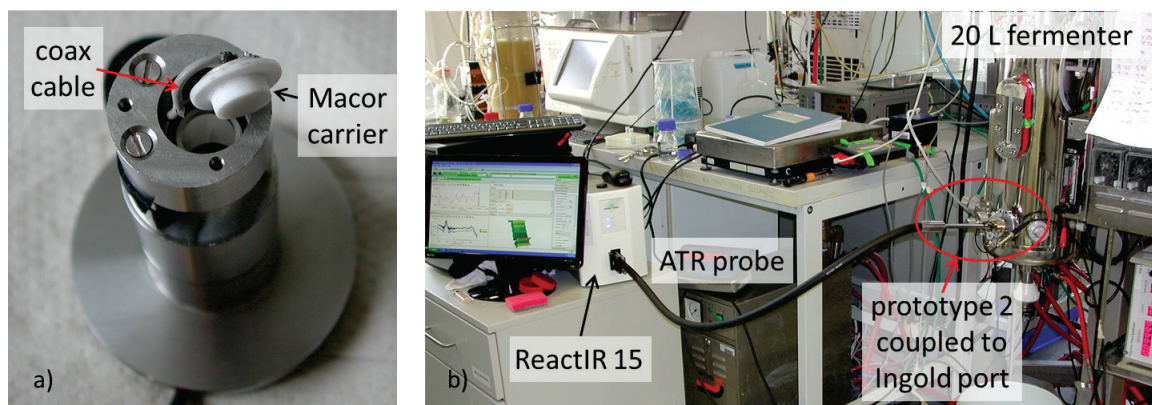 coax
cable
Macor
carrier
a)
20 L fermenter
ATR probe
ReactIR 15
prototype 2
coupled to
Ingold port
b)